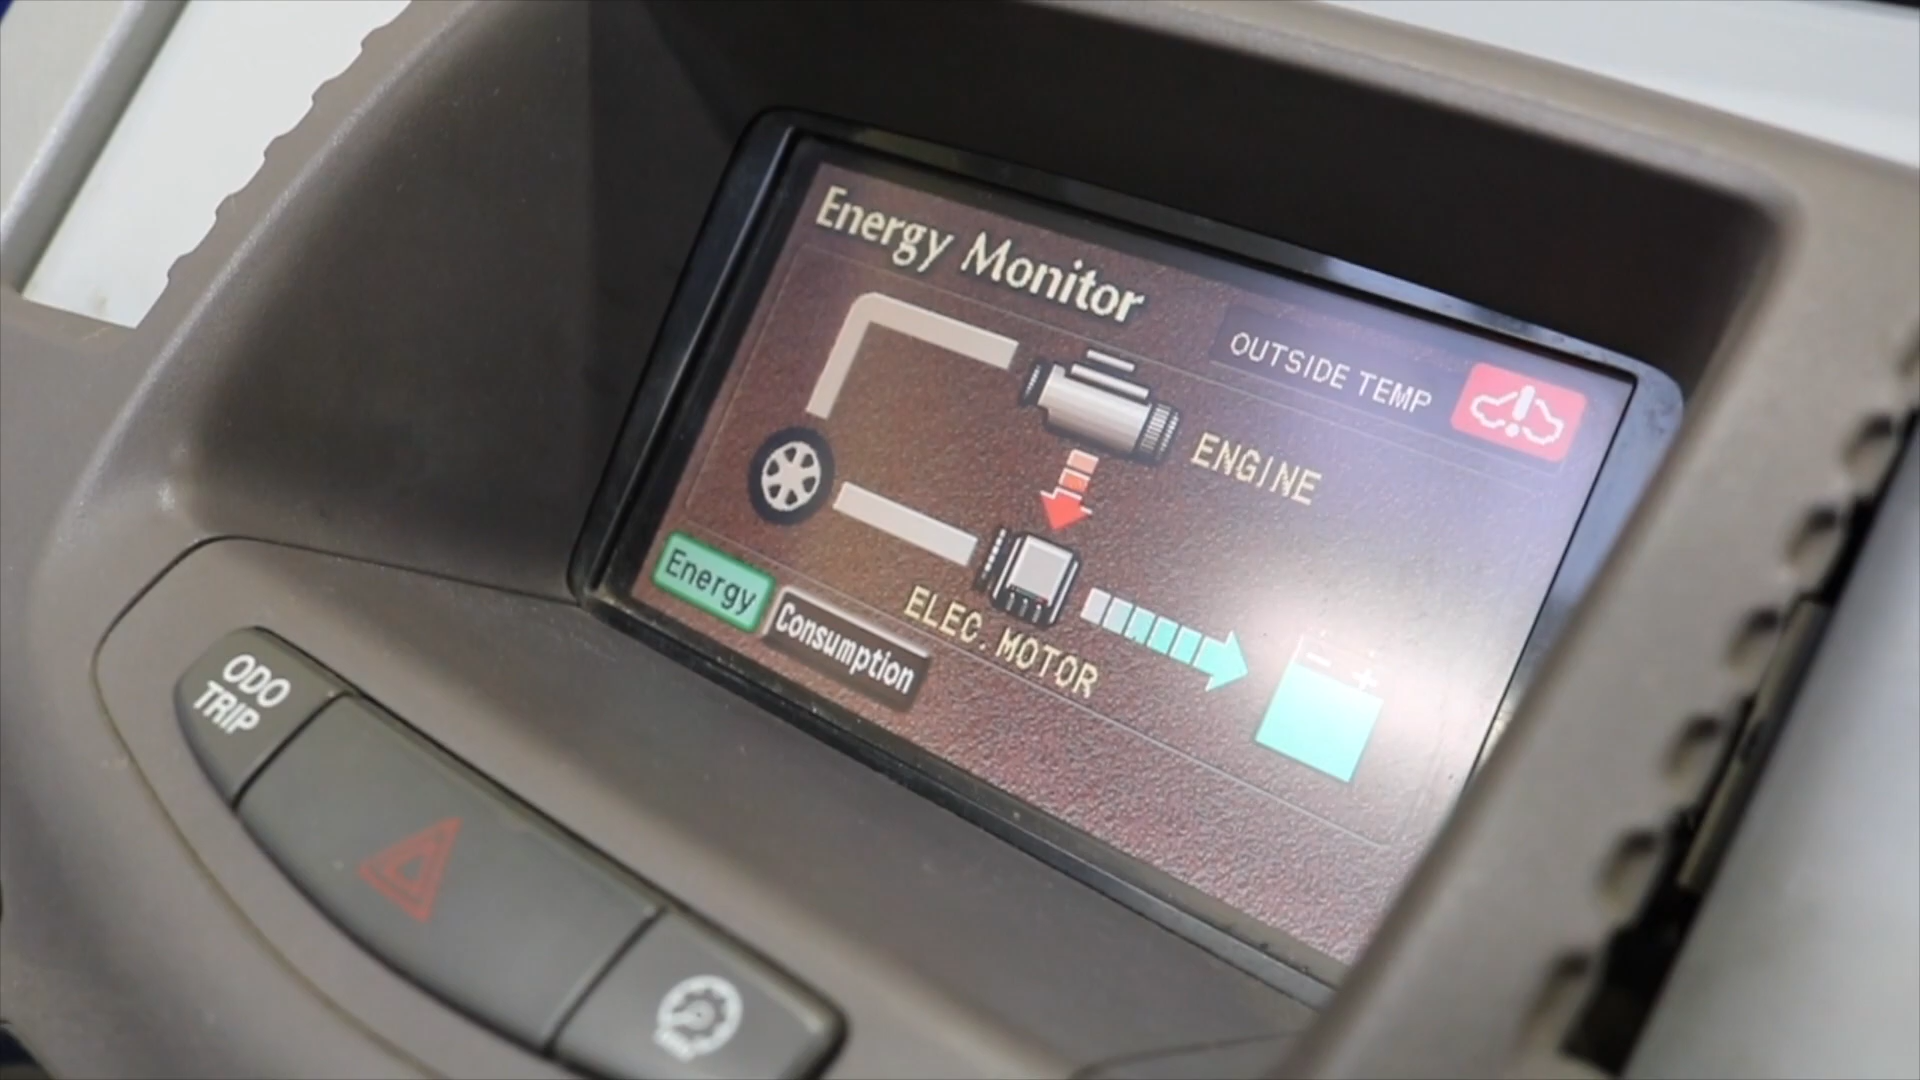 Energy Monitor
OUTSIDE TEMP
ENGINE
ELEC.MOTOR
Energy
Consumption
ODO
TRIP